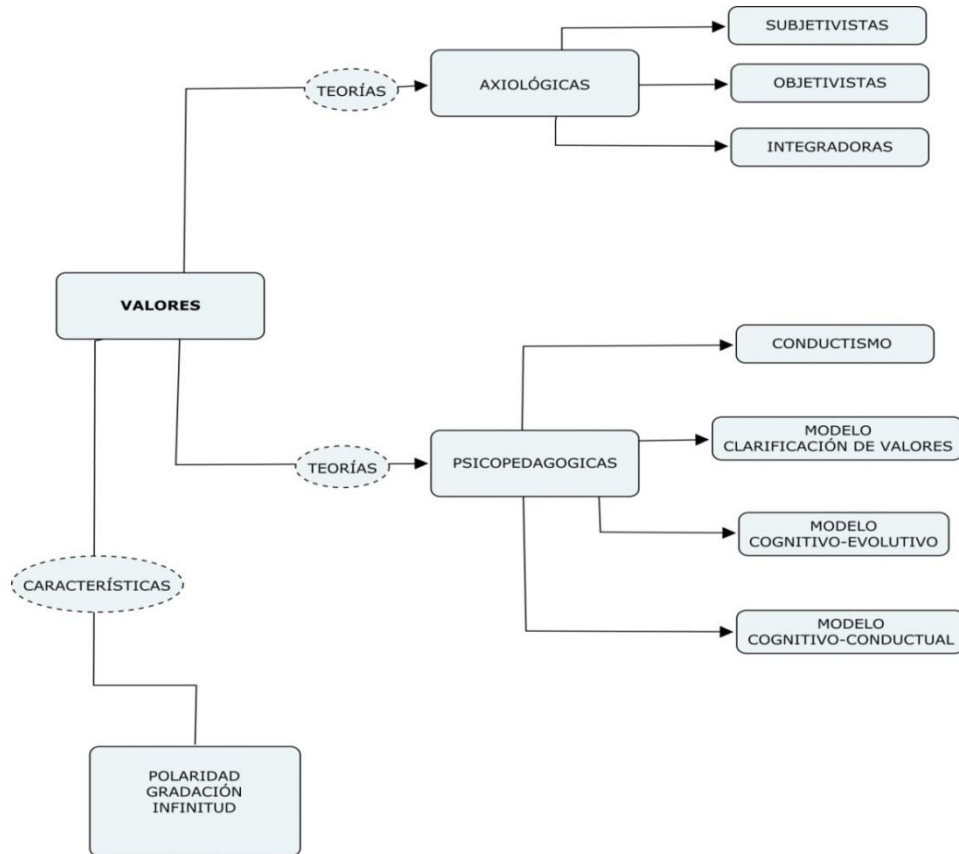 SUBJETIVISTAS
TEORÍAS
AXIOLÓGICAS
OBJETIVISTAS
INTEGRADORAS
VALORES
CONDUCTISMO
TEORÍAS
PSICOPEDAGOGICAS
MODELO
CLARIFICACIÓN DE VALORES
MODELO
COGNITIVO-EVOLUTIVO
MODELO
COGNITIVO-CONDUCTUAL
CARACTERÍSTICAS
POLARIDAD
GRADACIÓN
INFINITUD